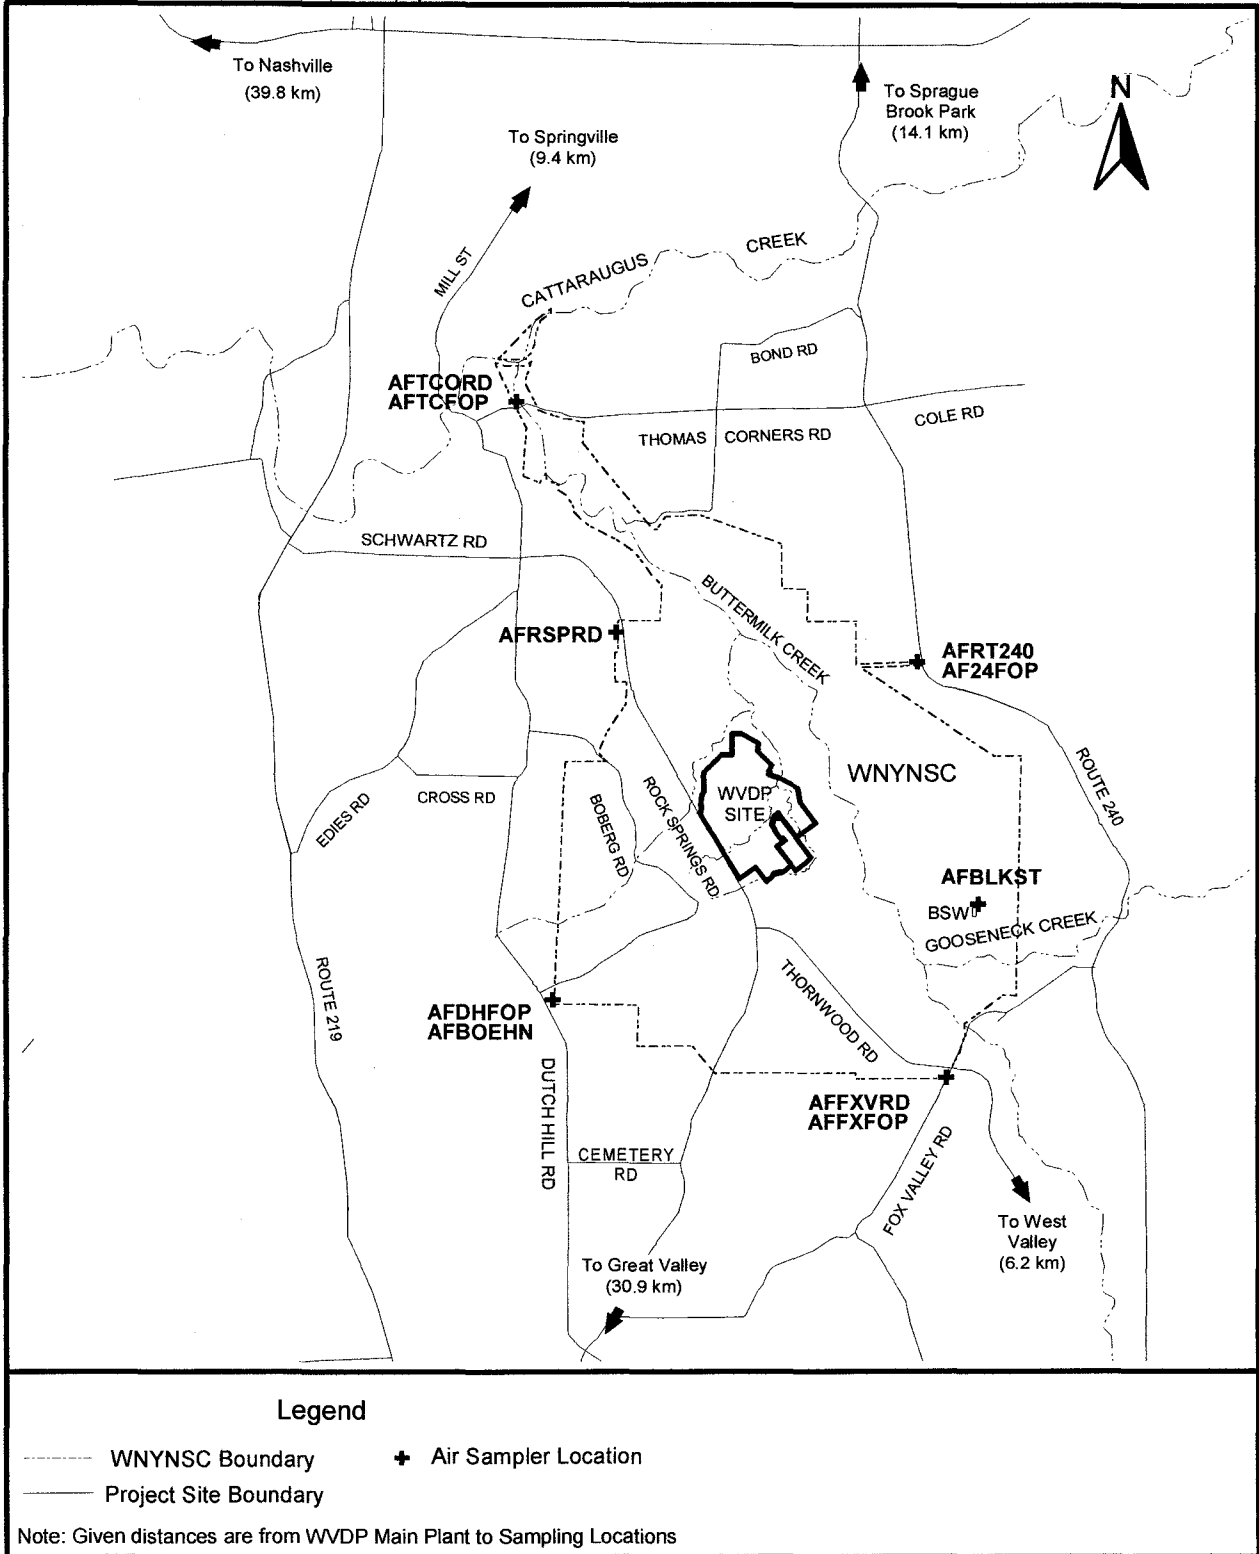 To Nashville
(39.8 km)
To Sprague
Brook Park
(14.1 km)
N
To Springville
(9.4 km)
MILL ST
CATTARAUGUS CREEK
BOND RD
AFTCORD
AFTCFOP
COLE RD
THOMAS CORNERS RD
SCHWARTZ RD
BUTTERMILK CREEK
AFRSPRD
AFRT240
AF24FOP
WNYNSC
ROUTE 240
WVDP
SITE
EDIES RD
CROSS RD
BOBERG RD
ROCK SPRINGS RD
AFBLKST
BSW
GOOSENECK CREEK
ROUTE 219
THORNWOOD RD
AFDHFOP
AFBOEHN
DUTCH HILL RD
AFFXVRD
AFFXFOP
CEMETERY
RD
FOX VALLEY RD
To West
Valley
(6.2 km)
To Great Valley
(30.9 km)
Legend
WNYNSC Boundary
Air Sampler Location
Project Site Boundary
Note: Given distances are from WVDP Main Plant to Sampling Locations